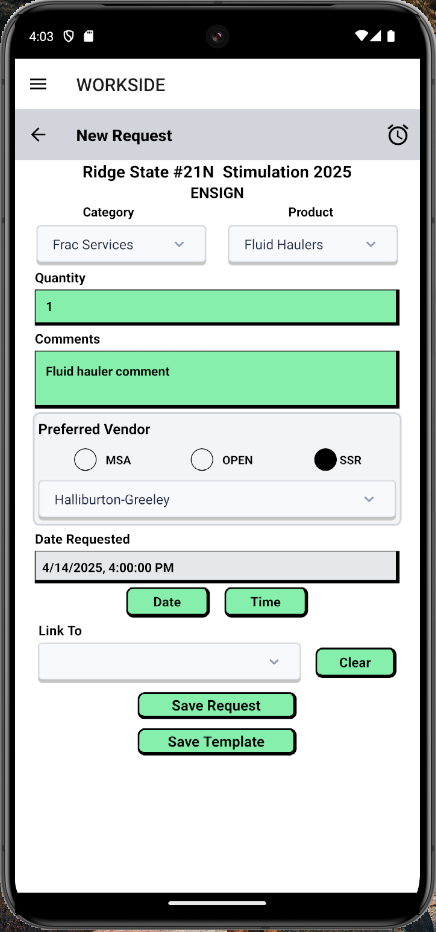 4:03
WORKSIDE
New Request
Ridge State #21N  Stimulation 2025
ENSIGN
Category Product
Frac Services Fluid Haulers
Quantity
1
Comments
Fluid hauler comment
Preferred Vendor
MSA OPEN SSR
Halliburton-Greeley
Date Requested
4/14/2025, 4:00:00 PM
Date Time
Link To
Clear
Save Request
Save Template